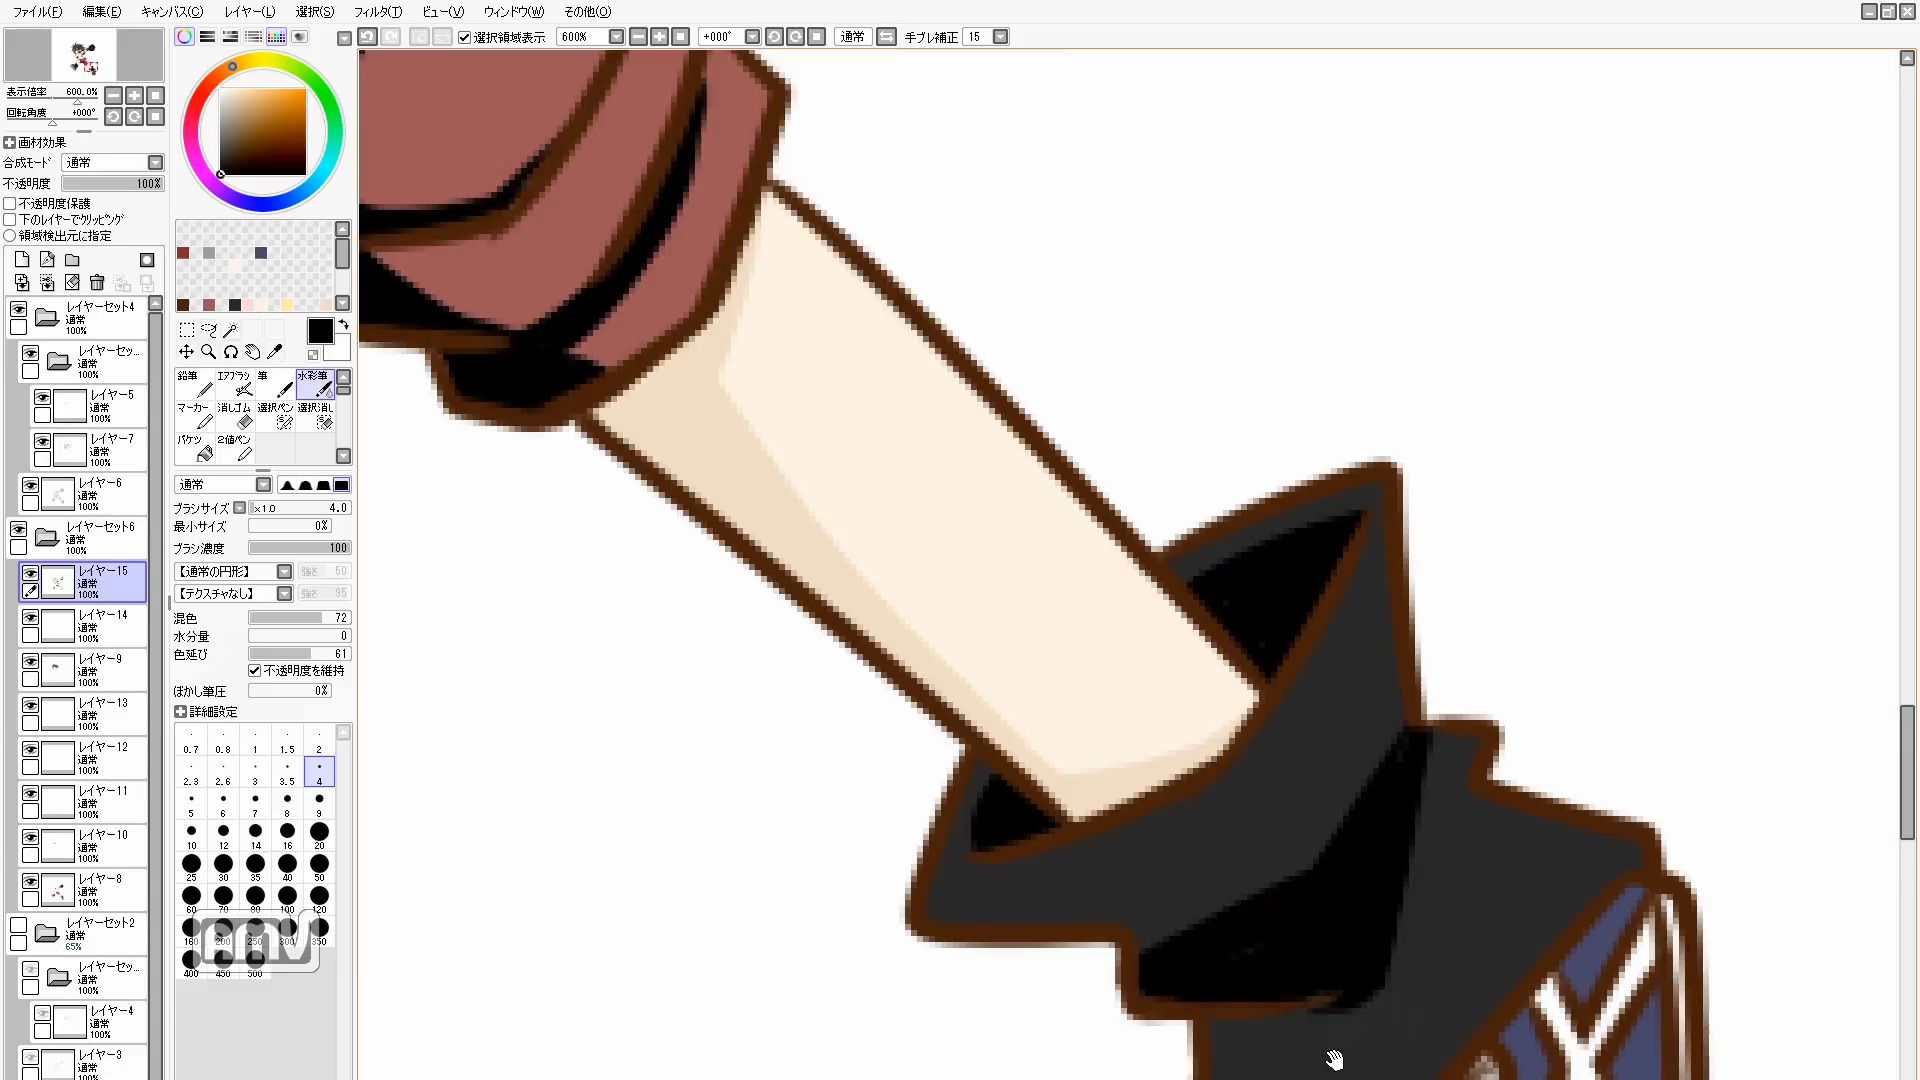 ファイル(F) 編集(E) キャンバス(C) レイヤー(L) 選択(S) フィルタ(T) ビュー(V) ウィンドウ(W) その他(O)
選択領域表示 600% +000° 通常 手ブレ補正 15
表示倍率 600.0%
回転角度 +000°
画材効果
合成モード 通常
不透明度 100%
不透明度保護
下のレイヤーでクリッピング
領域検出元に指定
レイヤーセット4
通常
100%
レイヤーセッ...
通常
100%
レイヤー5
通常
100%
レイヤー7
通常
100%
レイヤー6
通常
100%
レイヤーセット6
通常
100%
レイヤー15
通常
100%
レイヤー14
通常
100%
レイヤー9
通常
100%
レイヤー13
通常
100%
レイヤー12
通常
100%
レイヤー11
通常
100%
レイヤー10
通常
100%
レイヤー8
通常
100%
レイヤーセット2
通常
65%
レイヤーセッ...
通常
100%
レイヤー4
通常
100%
レイヤー3
通常
100%
鉛筆 エアブラシ 筆 水彩筆
マーカー 消しゴム 選択ペン 選択消し
バケツ 2値ペン
通常
ブラシサイズ x1.0 4.0
最小サイズ 0%
ブラシ濃度 100
【通常の円形】 強さ 50
【テクスチャなし】 強さ 95
混色 72
水分量 0
色延び 61
不透明度を維持
ぼかし筆圧 0%
詳細設定
0.7 0.8 1 1.5 2
2.3 2.6 3 3.5 4
5 6 7 8 9
10 12 14 16 20
25 30 35 40 50
60 70 80 100 120
160 200 250 300 350
400 450 500